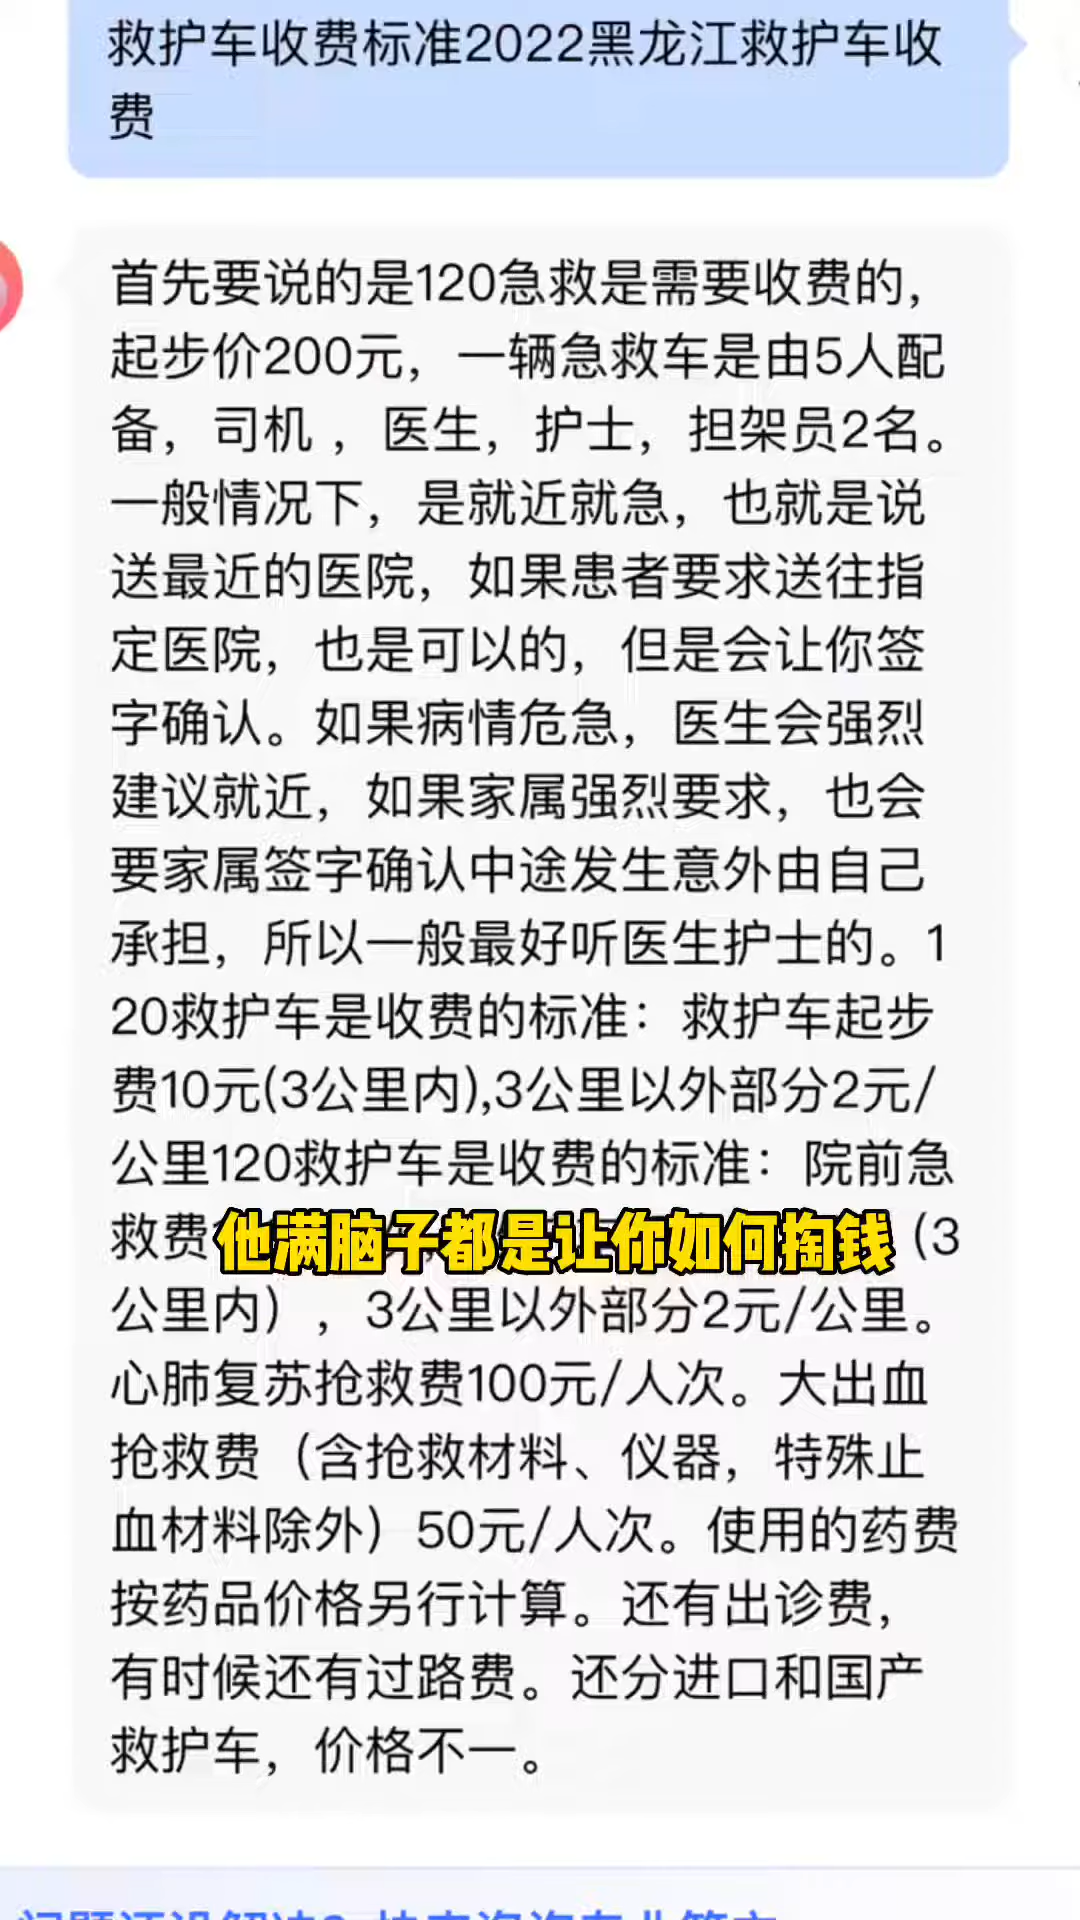 救护车收费标准2022黑龙江救护车收
费
首先要说的是120急救是需要收费的，
起步价200元，一辆急救车是由5人配
备，司机，医生，护士，担架员2名。
一般情况下，是就近就急，也就是说
送最近的医院，如果患者要求送往指
定医院，也是可以的，但是会让你签
字确认。如果病情危急，医生会强烈
建议就近，如果家属强烈要求，也会
要家属签字确认中途发生意外由自己
承担，所以一般最好听医生护士的。1
20救护车是收费的标准：救护车起步
费10元(3公里内),3公里以外部分2元/
公里120救护车是收费的标准：院前急
救费
他满脑子都是让你如何掏钱
（3
公里内），3公里以外部分2元/公里。
心肺复苏抢救费100元/人次。大出血
抢救费（含抢救材料、仪器，特殊止
血材料除外）50元/人次。使用的药费
按药品价格另行计算。还有出诊费，
有时候还有过路费。还分进口和国产
救护车，价格不一。